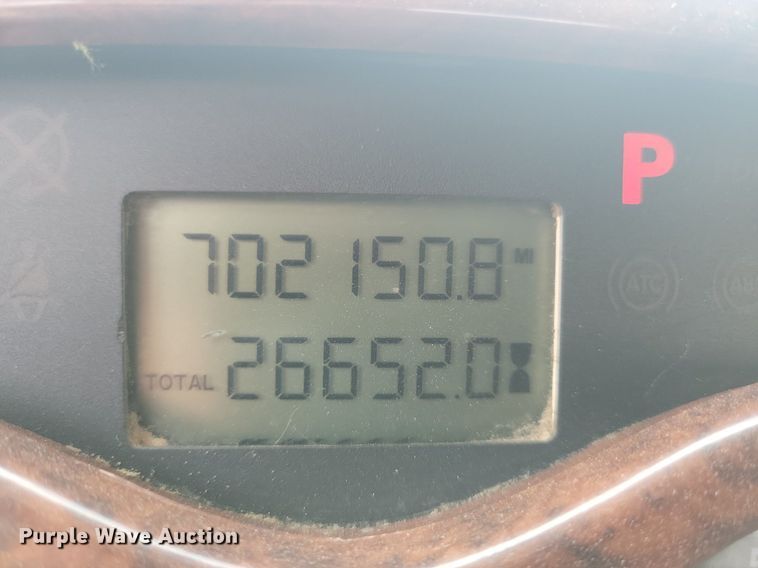 P
702150.8 MI
ATC
TOTAL 26652.0
Purple Wave Auction